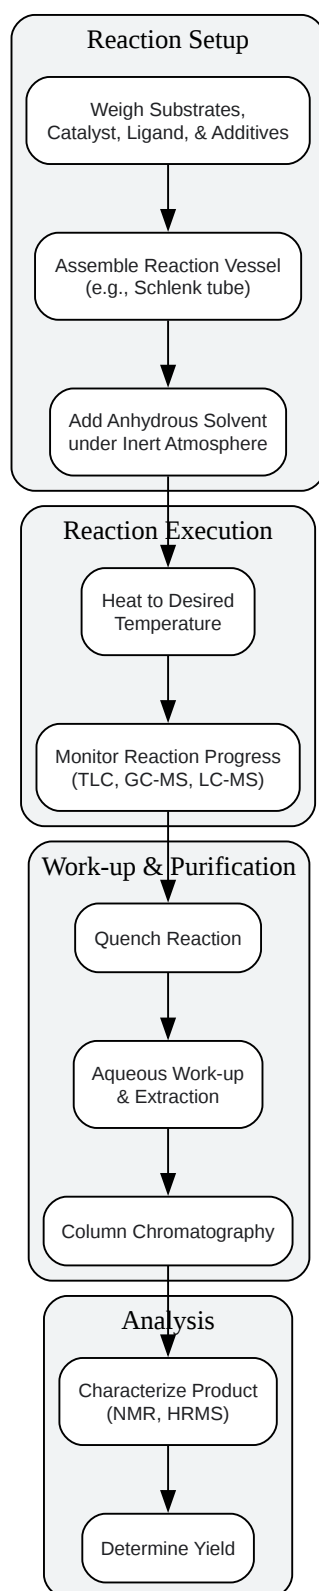 Reaction Setup
Weigh Substrates,
Catalyst, Ligand, & Additives
Assemble Reaction Vessel
(e.g., Schlenk tube)
Add Anhydrous Solvent
under Inert Atmosphere
Reaction Execution
Heat to Desired
Temperature
Monitor Reaction Progress
(TLC, GC-MS, LC-MS)
Work-up & Purification
Quench Reaction
Aqueous Work-up
& Extraction
Column Chromatography
Analysis
Characterize Product
(NMR, HRMS)
Determine Yield